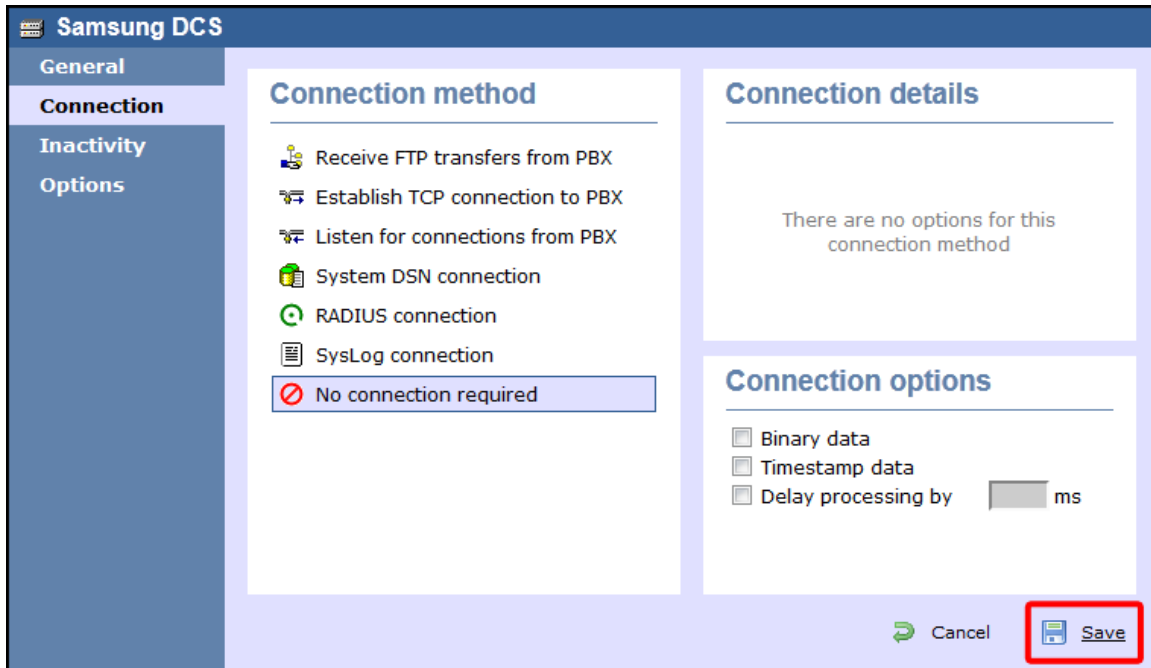 Samsung DCS
General
Connection
Inactivity
Options
Connection method
Receive FTP transfers from PBX
Establish TCP connection to PBX
Listen for connections from PBX
System DSN connection
RADIUS connection
SysLog connection
No connection required
Connection details
There are no options for this
connection method
Connection options
Binary data
Timestamp data
Delay processing by ms
Cancel
Save